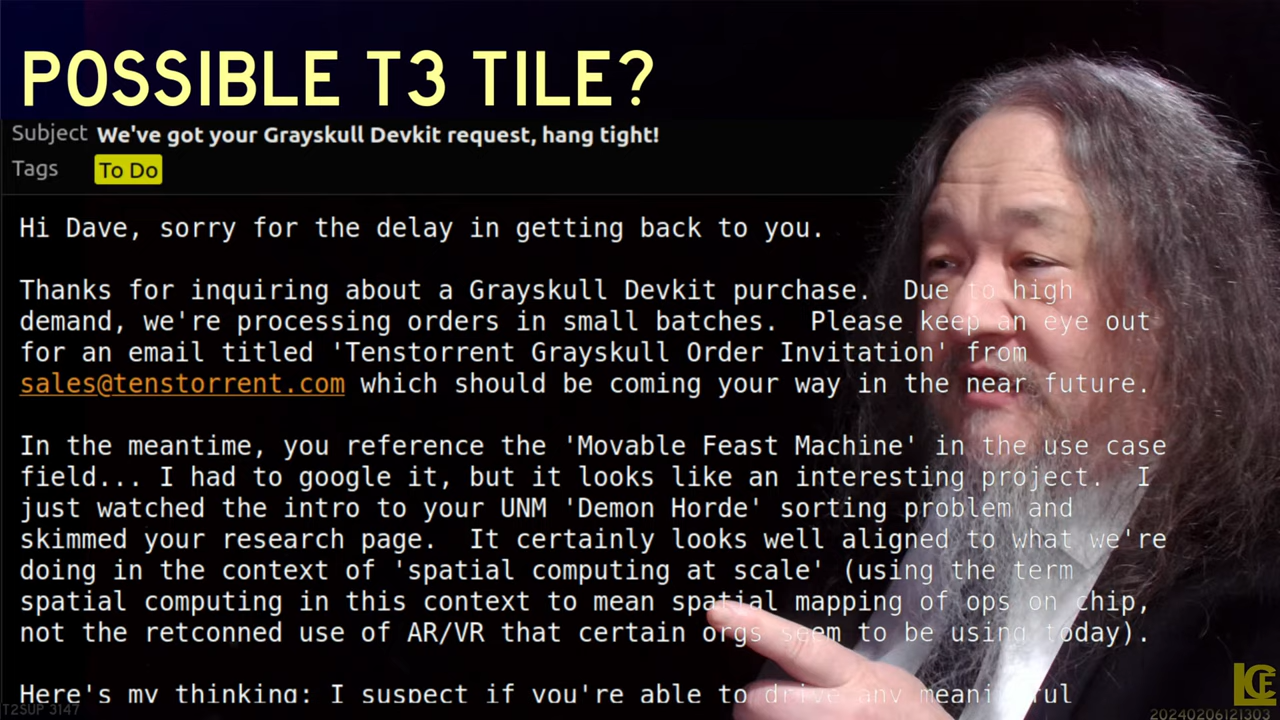 POSSIBLE T3 TILE?
Subject We've got your Grayskull Devkit request, hang tight!
Tags To Do
Hi Dave, sorry for the delay in getting back to you.
Thanks for inquiring about a Grayskull Devkit purchase. Due to high
demand, we're processing orders in small batches. Please keep an eye out
for an email titled 'Tenstorrent Grayskull Order Invitation' from
sales@tenstorrent.com which should be coming your way in the near future.
In the meantime, you reference the 'Movable Feast Machine' in the use case
field... I had to google it, but it looks like an interesting project. I
just watched the intro to your UNM 'Demon Horde' sorting problem and
skimmed your research page. It certainly looks well aligned to what we're
doing in the context of 'spatial computing at scale' (using the term
spatial computing in this context to mean spatial mapping of ops on chip,
not the retconned use of AR/VR that certain orgs seem to be using today).
Here's my thinking: I suspect if you're able to drive any meaningful
T2SUP 3147
20240206121303